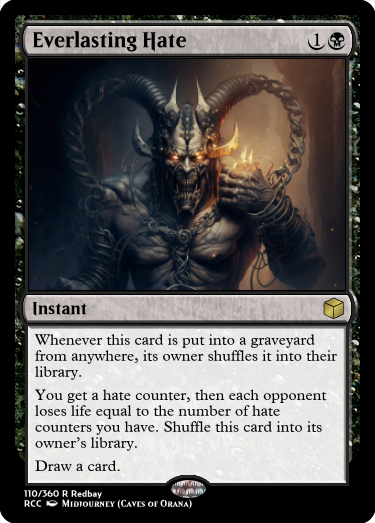 Everlasting Hate
1
Instant
Whenever this card is put into a graveyard
from anywhere, its owner shuffles it into their
library.
You get a hate counter, then each opponent
loses life equal to the number of hate
counters you have. Shuffle this card into its
owner's library.
Draw a card.
110/360 R Redbay
RCC Midjourney (Caves of Orana)